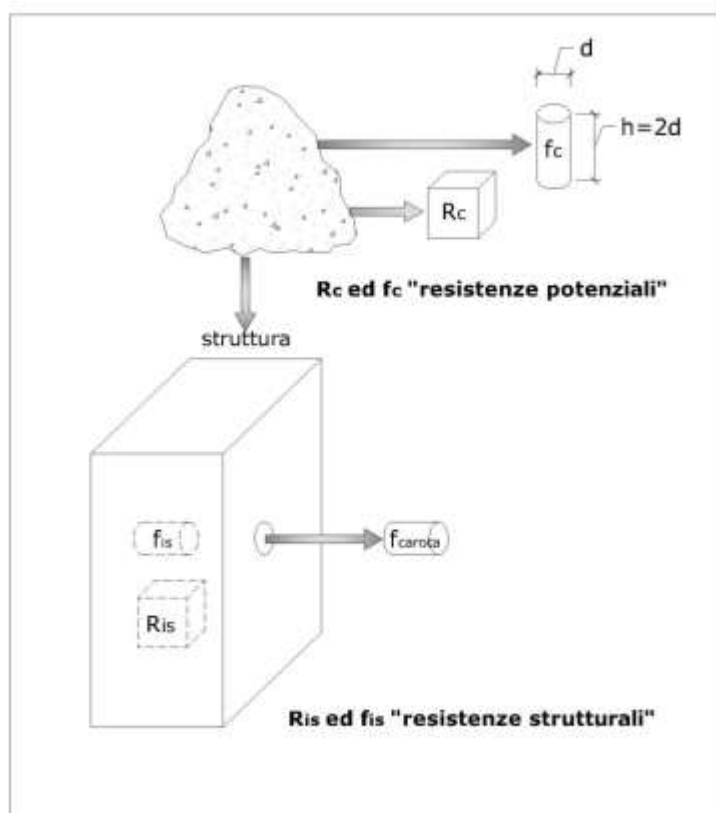 d
fc
h=2d
Rc
Rc ed fc "resistenze potenziali"
struttura
fis
fcarota
Ris
Ris ed fis "resistenze strutturali"